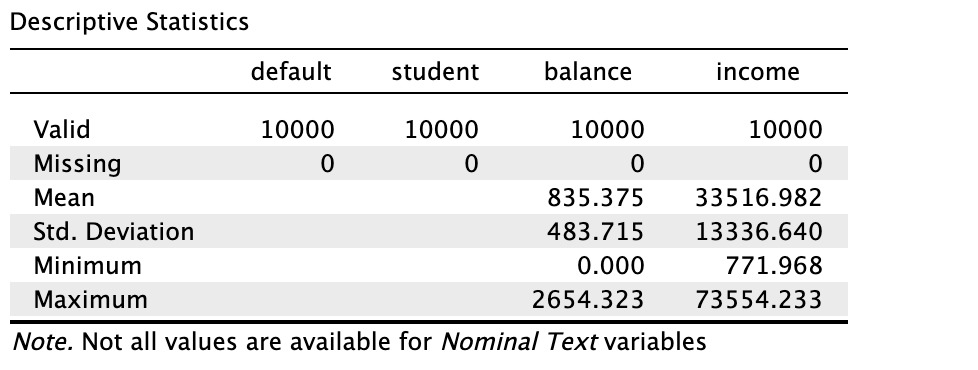 Descriptive Statistics
default student balance income
Valid 10000 10000 10000 10000
Missing 0 0 0 0
Mean 835.375 33516.982
Std. Deviation 483.715 13336.640
Minimum 0.000 771.968
Maximum 2654.323 73554.233
Note. Not all values are available for Nominal Text variables